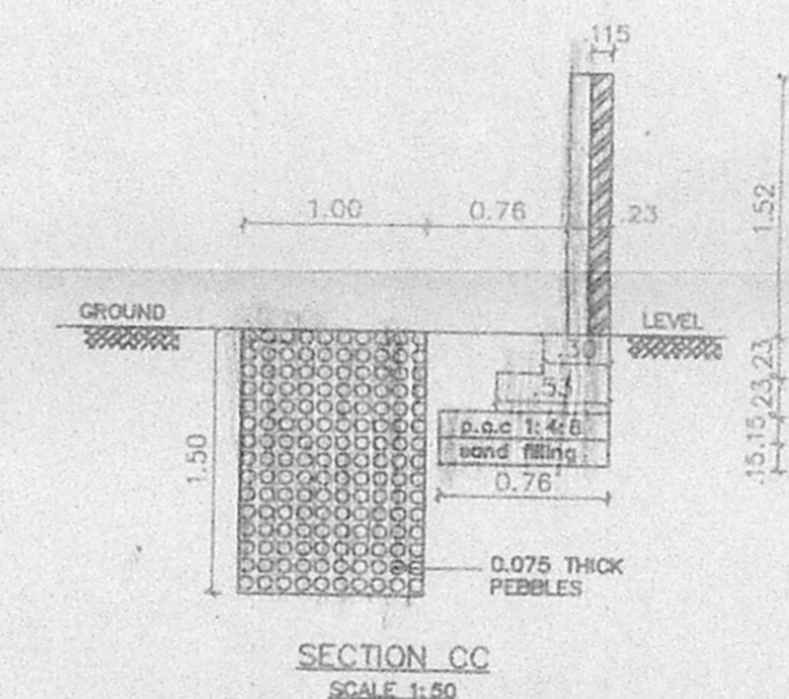 .115
1.52
1.00
0.76
.23
GROUND
LEVEL
.30
.23
.53
.23
p.c.c 1:4:8
.15
sand filling
.15
1.50
0.76
0.075 THICK
PEBBLES
SECTION CC
SCALE 1:50